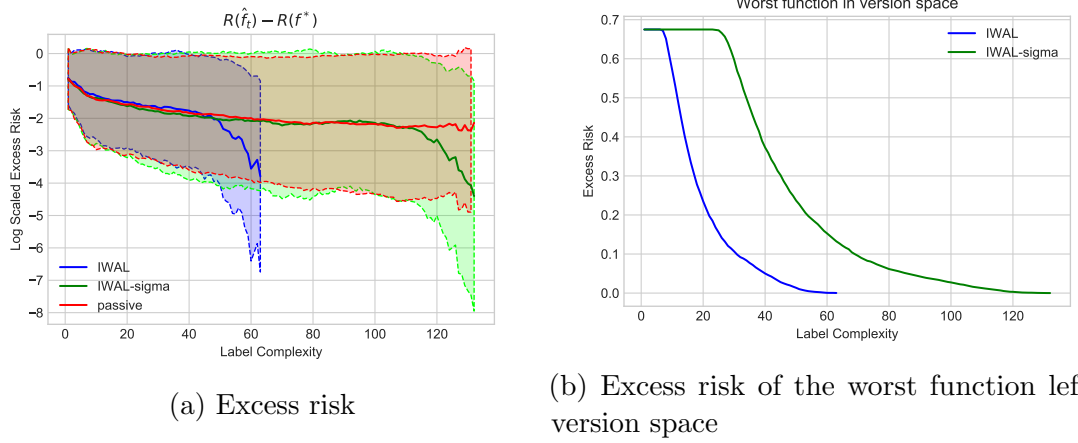 R(f̂t) − R(f*)
0
−1
−2
−3
−4
−5
−6
−7
−8
Log Scaled Excess Risk
IWAL
IWAL-sigma
passive
0 20 40 60 80 100 120
Label Complexity
(a) Excess risk
Worst function in version space
0.7
0.6
0.5
0.4
0.3
0.2
0.1
0.0
Excess Risk
IWAL
IWAL-sigma
0 20 40 60 80 100 120
Label Complexity
(b) Excess risk of the worst function lef
version space